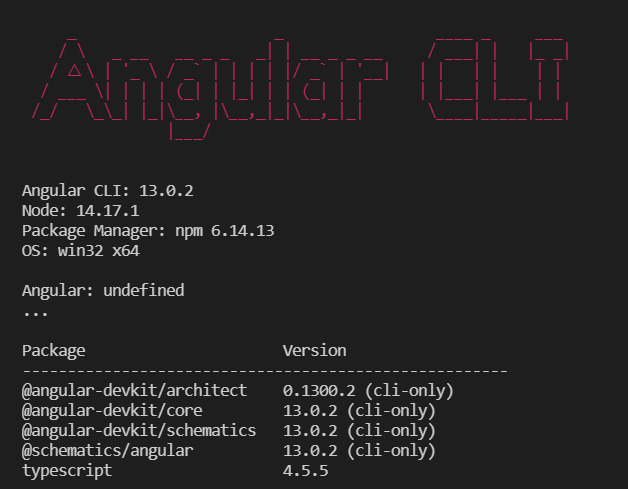 Angular CLI
Angular CLI: 13.0.2
Node: 14.17.1
Package Manager: npm 6.14.13
OS: win32 x64
Angular: undefined
...
Package Version
------------------------------------------------------
@angular-devkit/architect 0.1300.2 (cli-only)
@angular-devkit/core 13.0.2 (cli-only)
@angular-devkit/schematics 13.0.2 (cli-only)
@schematics/angular 13.0.2 (cli-only)
typescript 4.5.5